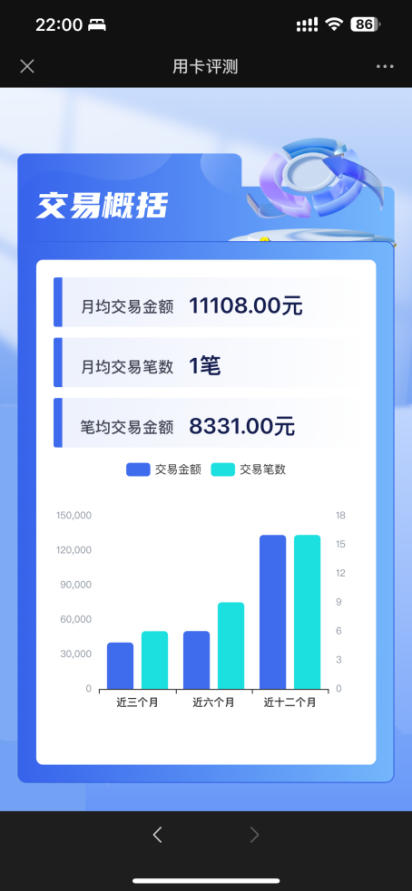 22:00
86
用卡评测
交易概括
月均交易金额 11108.00元
月均交易笔数 1笔
笔均交易金额 8331.00元
交易金额 交易笔数
150,000 18
120,000 15
90,000 12
60,000 9
30,000 6
0 3
0
近三个月 近六个月 近十二个月